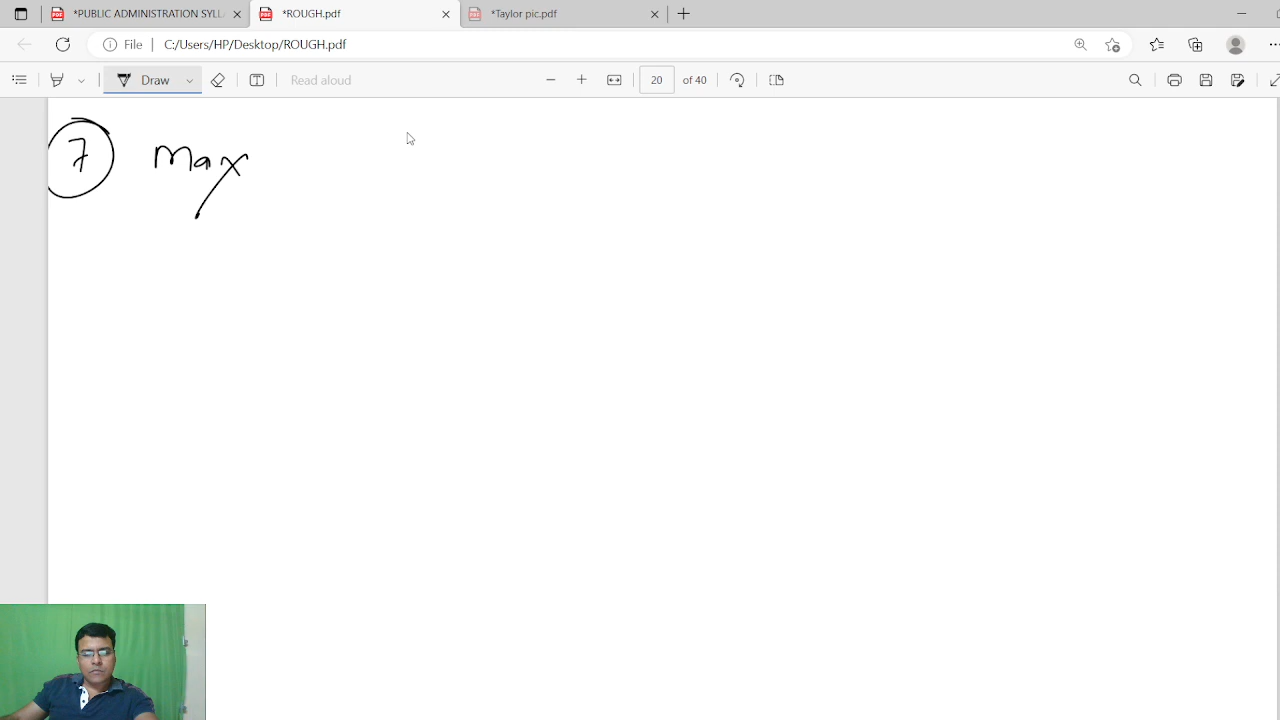 *PUBLIC ADMINISTRATION SYLL
*ROUGH.pdf
*Taylor pic.pdf
File
C:/Users/HP/Desktop/ROUGH.pdf
Draw
Read aloud
20 of 40
7 Max